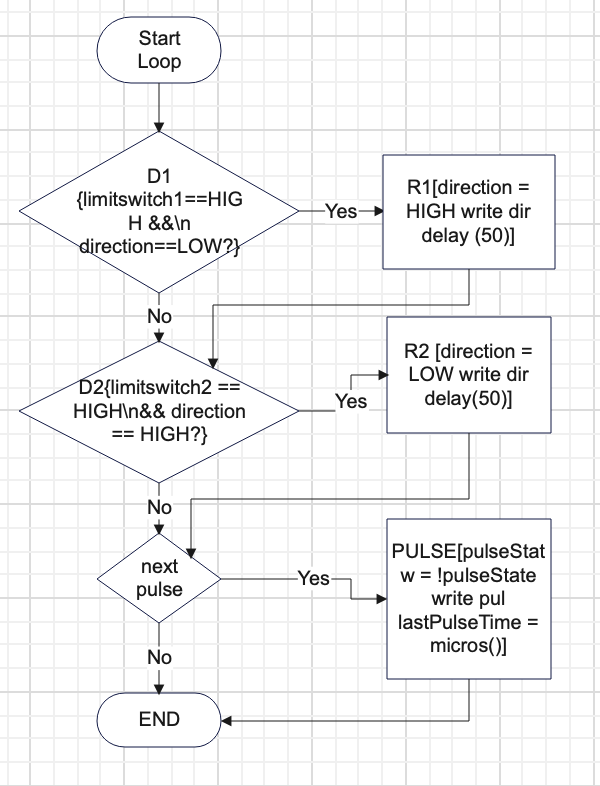 Start
Loop
D1
{limitswitch1==HIG
H &&\n
direction==LOW?}
Yes
R1[direction =
HIGH write dir
delay (50)]
No
D2{limitswitch2 ==
HIGH\n&& direction
== HIGH?}
Yes
R2 [direction =
LOW write dir
delay(50)]
No
next
pulse
Yes
PULSE[pulseStat
w = !pulseState
write pul
lastPulseTime =
micros()]
No
END